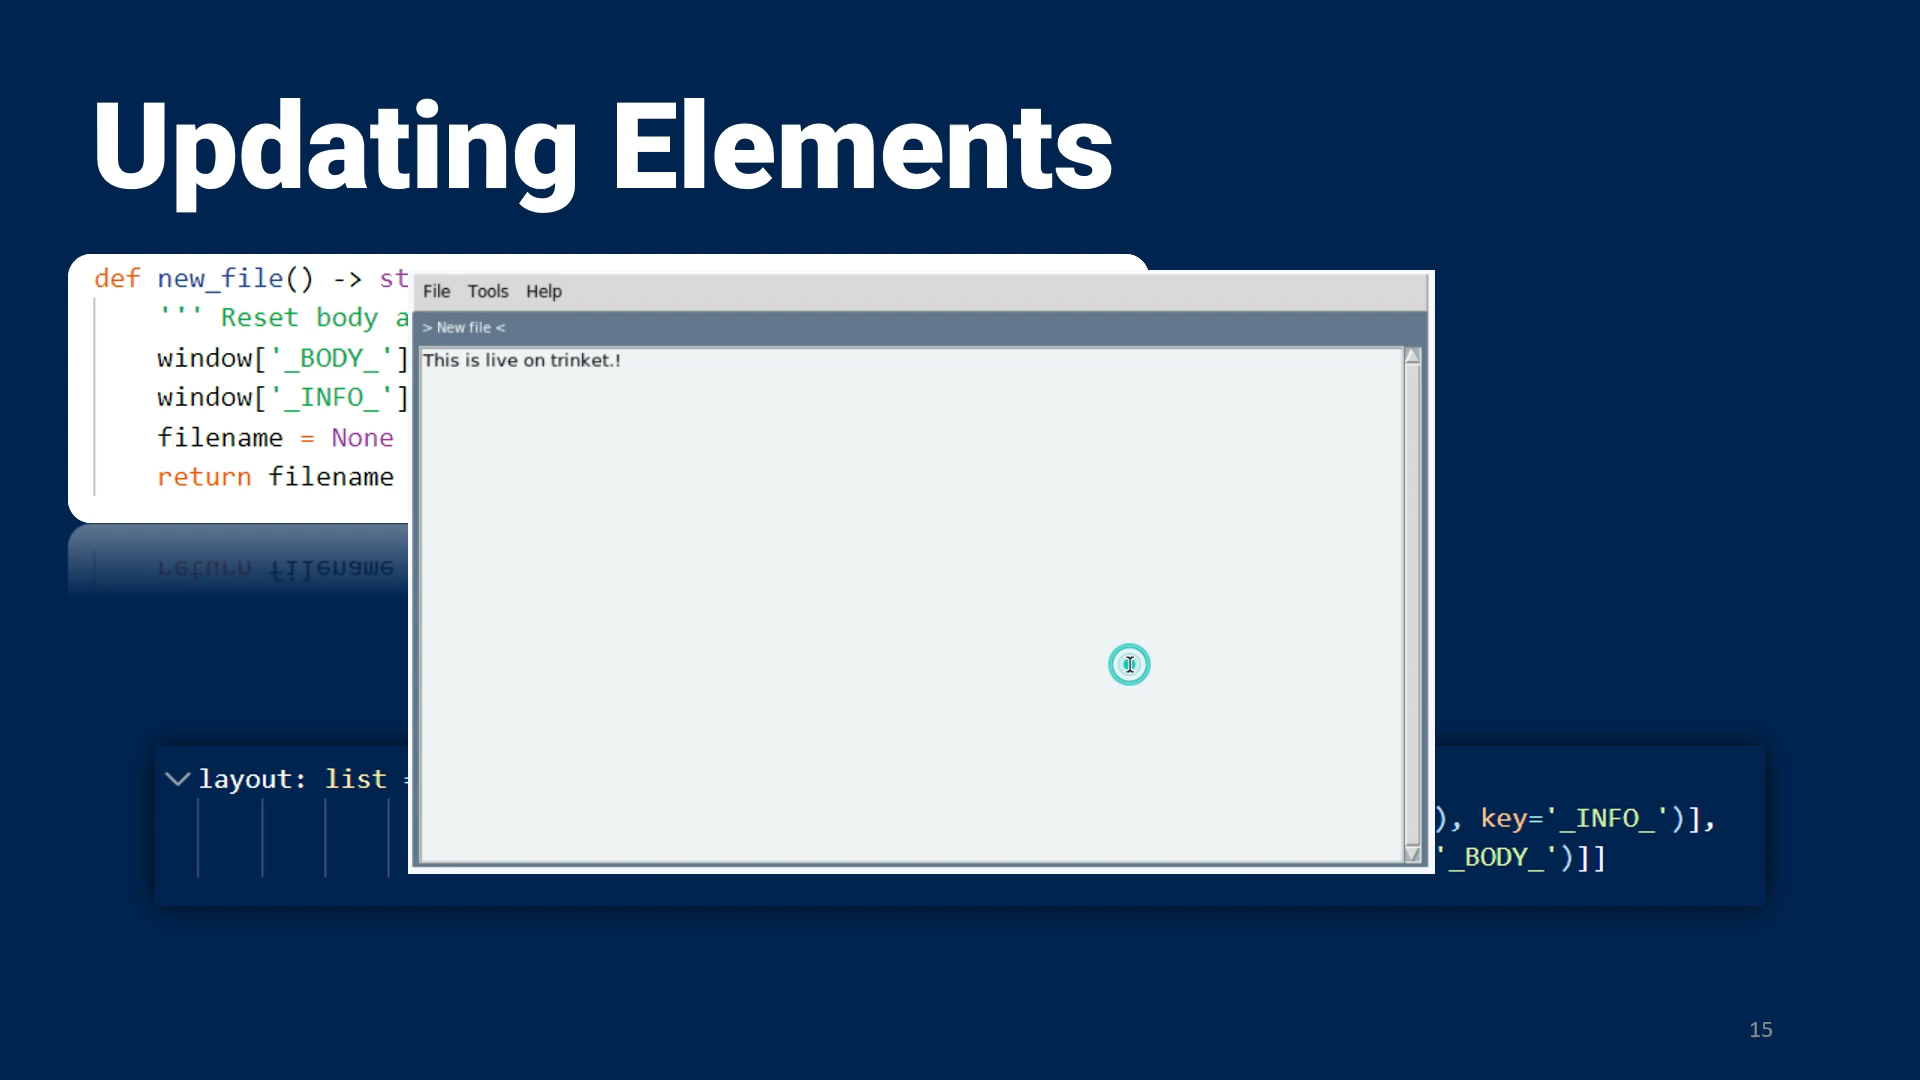 Updating Elements
def new_file() -> st
''' Reset body a
window['_BODY_']
window['_INFO_']
filename = None
return filename
File Tools Help
> New file <
This is live on trinket.!
layout: list =
), key='_INFO_')],
'_BODY_')]]
15